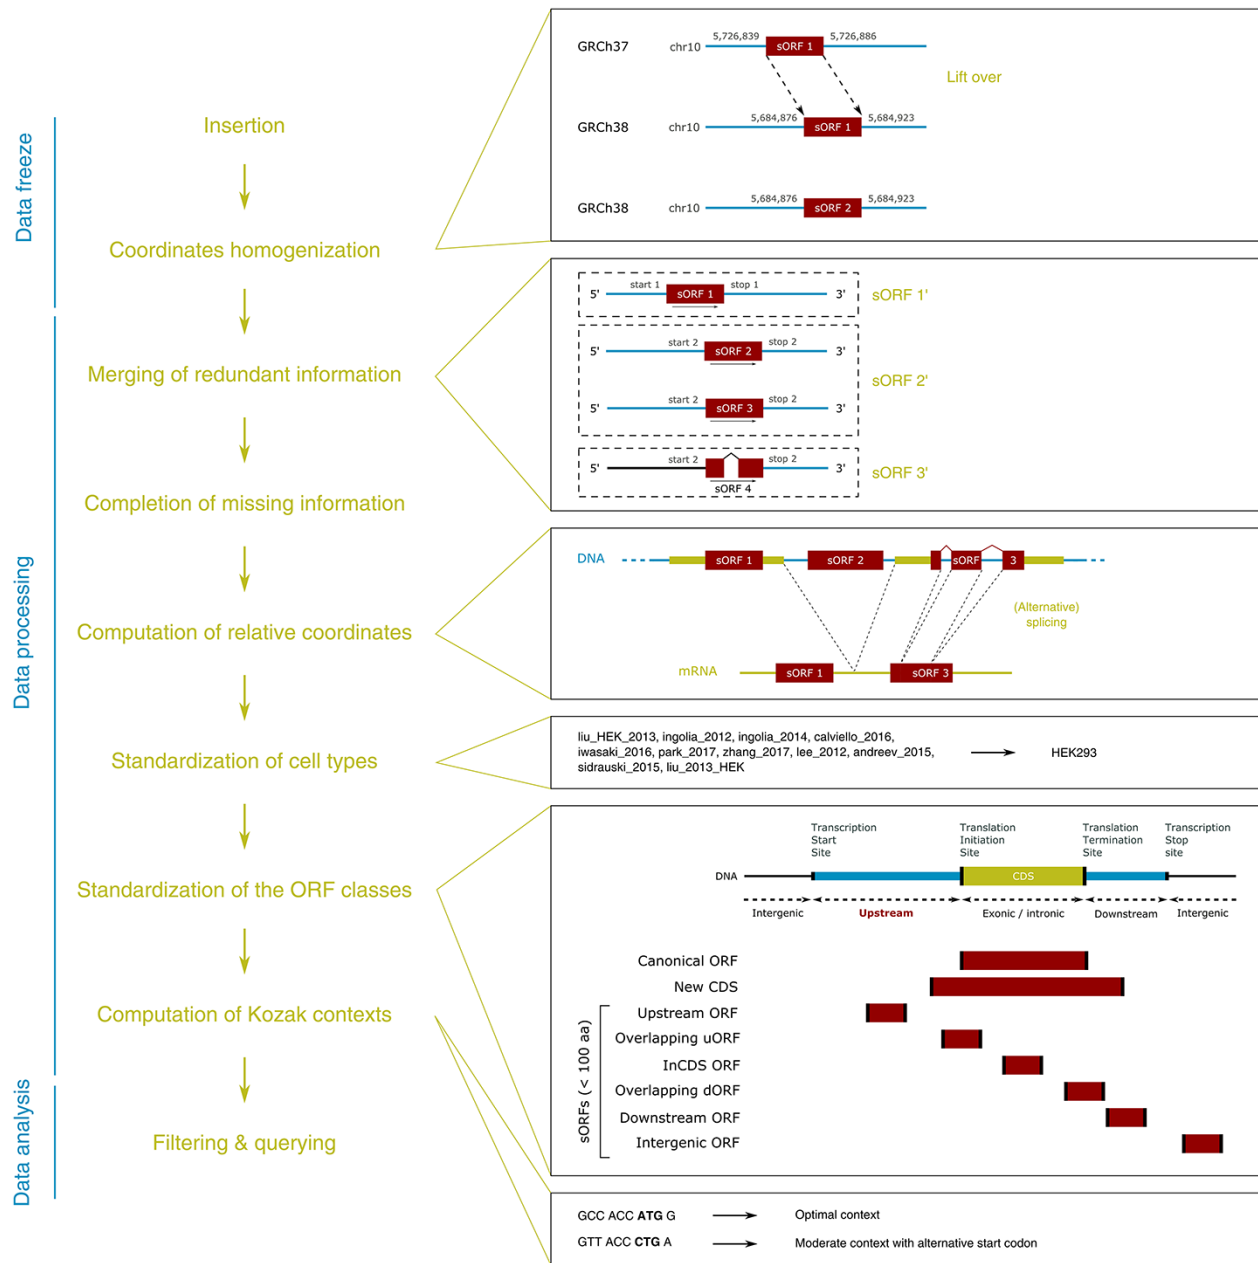 Data freeze
Data processing
Data analysis
Insertion
Coordinates homogenization
Merging of redundant information
Completion of missing information
Computation of relative coordinates
Standardization of cell types
Standardization of the ORF classes
Computation of Kozak contexts
Filtering & querying
GRCh37 chr10 5,726,839 sORF 1 5,726,886
Lift over
GRCh38 chr10 5,684,876 sORF 1 5,684,923
GRCh38 chr10 5,684,876 sORF 2 5,684,923
5' start 1 sORF 1 stop 1 3' sORF 1'
5' start 2 sORF 2 stop 2 3'
sORF 2'
5' start 2 sORF 3 stop 2 3'
5' start 2 stop 2 3' sORF 3'
sORF 4
DNA sORF 1 sORF 2 sORF 3
(Alternative)
splicing
mRNA sORF 1 sORF 3
liu_HEK_2013, ingolia_2012, ingolia_2014, calviello_2016,
iwasaki_2016, park_2017, zhang_2017, lee_2012, andreev_2015,
sidrauski_2015, liu_2013_HEK
HEK293
Transcription
Start
Site
Translation
Initiation
Site
Translation
Termination
Site
Transcription
Stop
site
DNA CDS
Intergenic Upstream Exonic / intronic Downstream Intergenic
Canonical ORF
New CDS
sORFs (< 100 aa)
Upstream ORF
Overlapping uORF
InCDS ORF
Overlapping dORF
Downstream ORF
Intergenic ORF
GCC ACC ATG G Optimal context
GTT ACC CTG A Moderate context with alternative start codon